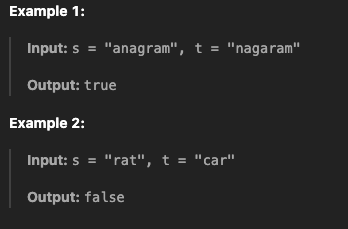 Example 1:
Input: s = "anagram", t = "nagaram"
Output: true
Example 2:
Input: s = "rat", t = "car"
Output: false